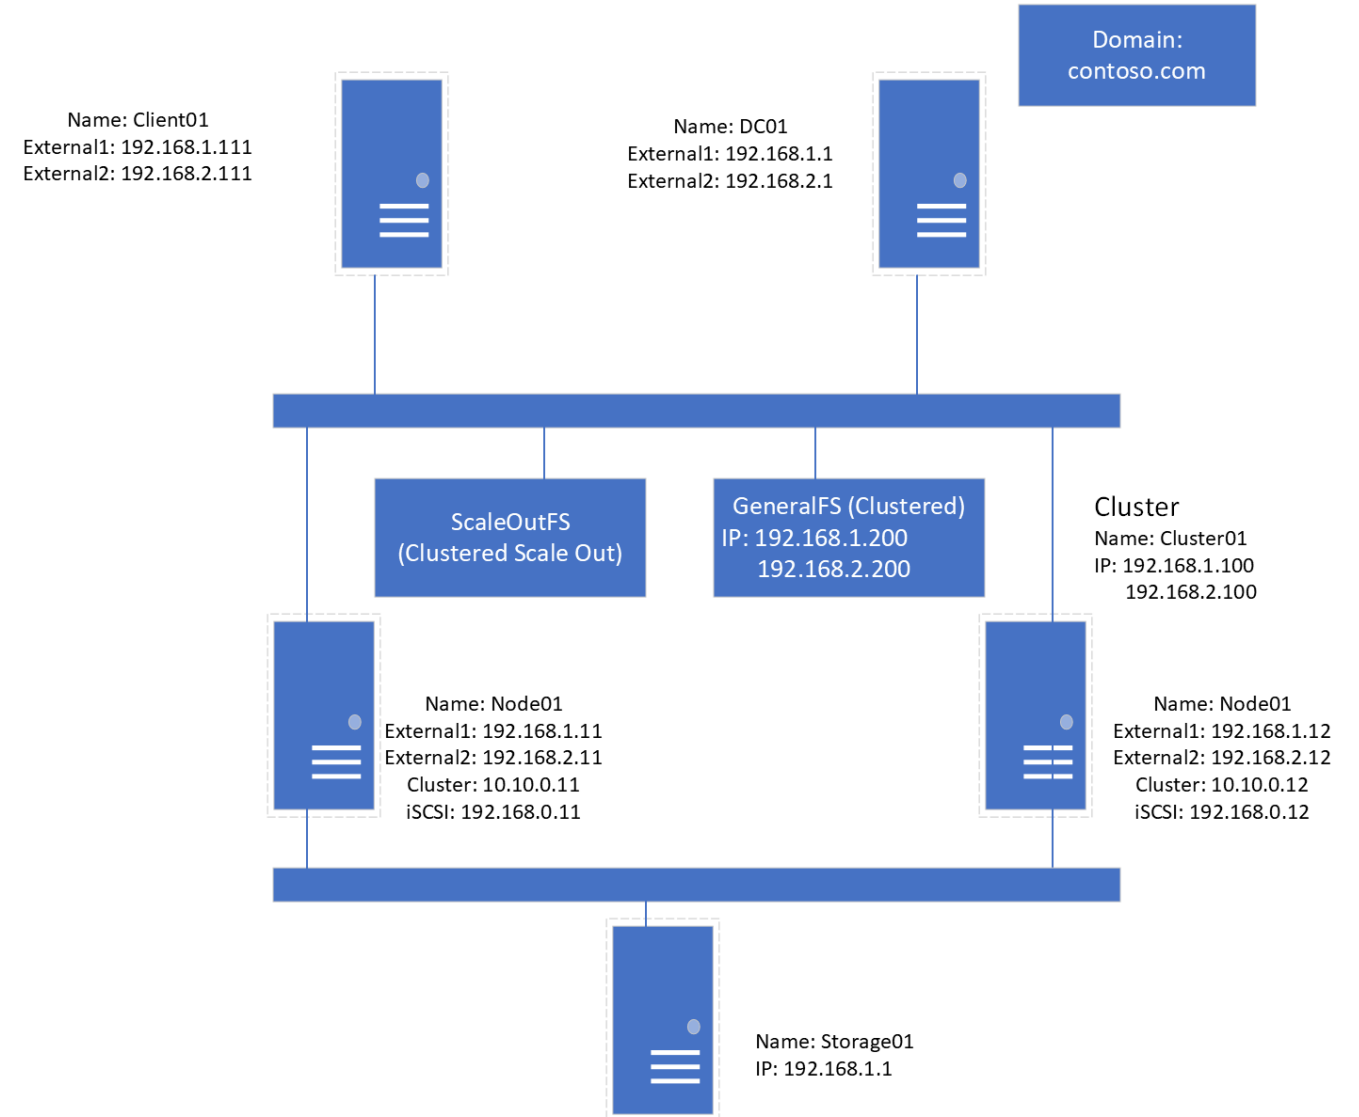 Domain:
contoso.com
Name: Client01
External1: 192.168.1.111
External2: 192.168.2.111
Name: DC01
External1: 192.168.1.1
External2: 192.168.2.1
ScaleOutFS
(Clustered Scale Out)
GeneralFS (Clustered)
IP: 192.168.1.200
192.168.2.200
Cluster
Name: Cluster01
IP: 192.168.1.100
192.168.2.100
Name: Node01
External1: 192.168.1.11
External2: 192.168.2.11
Cluster: 10.10.0.11
iSCSI: 192.168.0.11
Name: Node01
External1: 192.168.1.12
External2: 192.168.2.12
Cluster: 10.10.0.12
iSCSI: 192.168.0.12
Name: Storage01
IP: 192.168.1.1